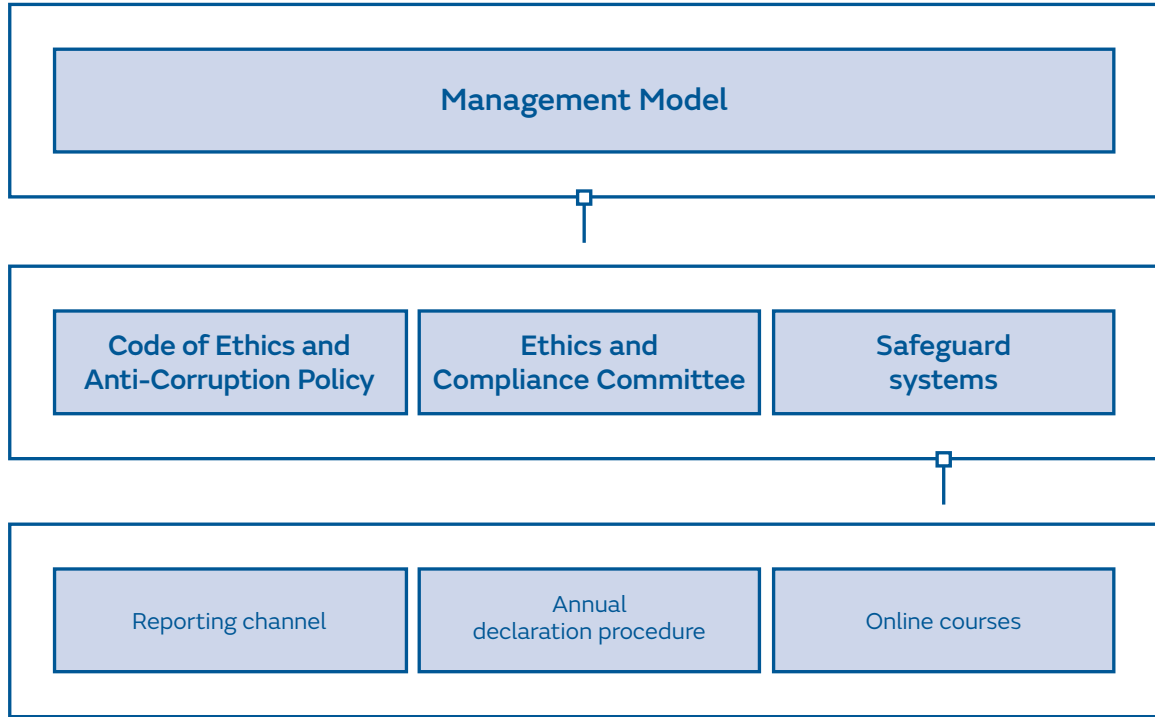 Management Model
Code of Ethics and
Anti-Corruption Policy
Ethics and
Compliance Committee
Safeguard
systems
Reporting channel
Annual
declaration procedure
Online courses